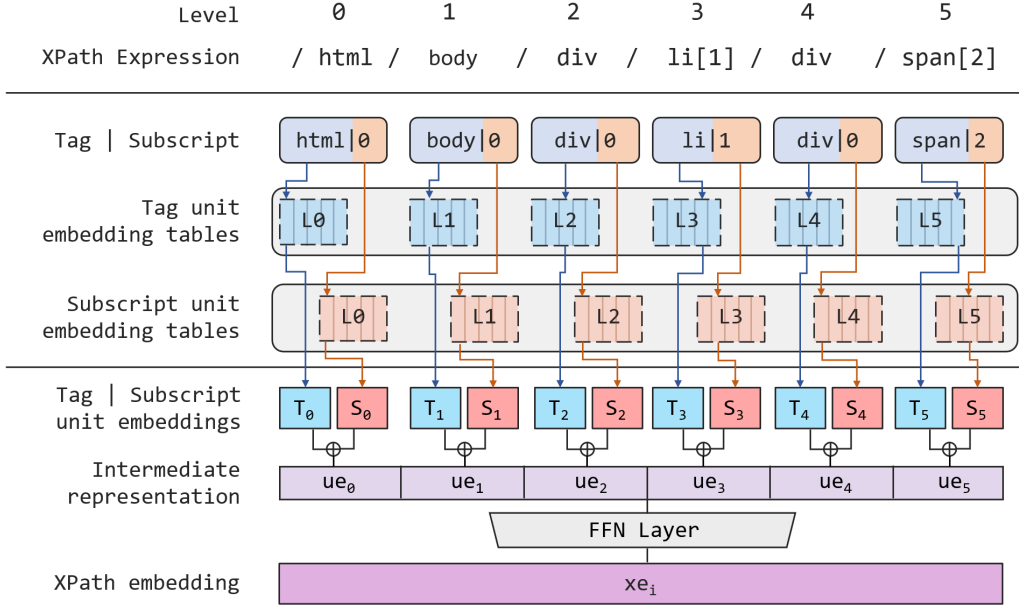 Level 0 1 2 3 4 5
XPath Expression / html / body / div / li[1] / div / span[2]
Tag | Subscript html|0 body|0 div|0 li|1 div|0 span|2
Tag unit
embedding tables
L0 L1 L2 L3 L4 L5
Subscript unit
embedding tables
L0 L1 L2 L3 L4 L5
Tag | Subscript
unit embeddings
T₀ S₀ T₁ S₁ T₂ S₂ T₃ S₃ T₄ S₄ T₅ S₅
Intermediate
representation
ue₀ ue₁ ue₂ ue₃ ue₄ ue₅
FFN Layer
XPath embedding xeᵢ